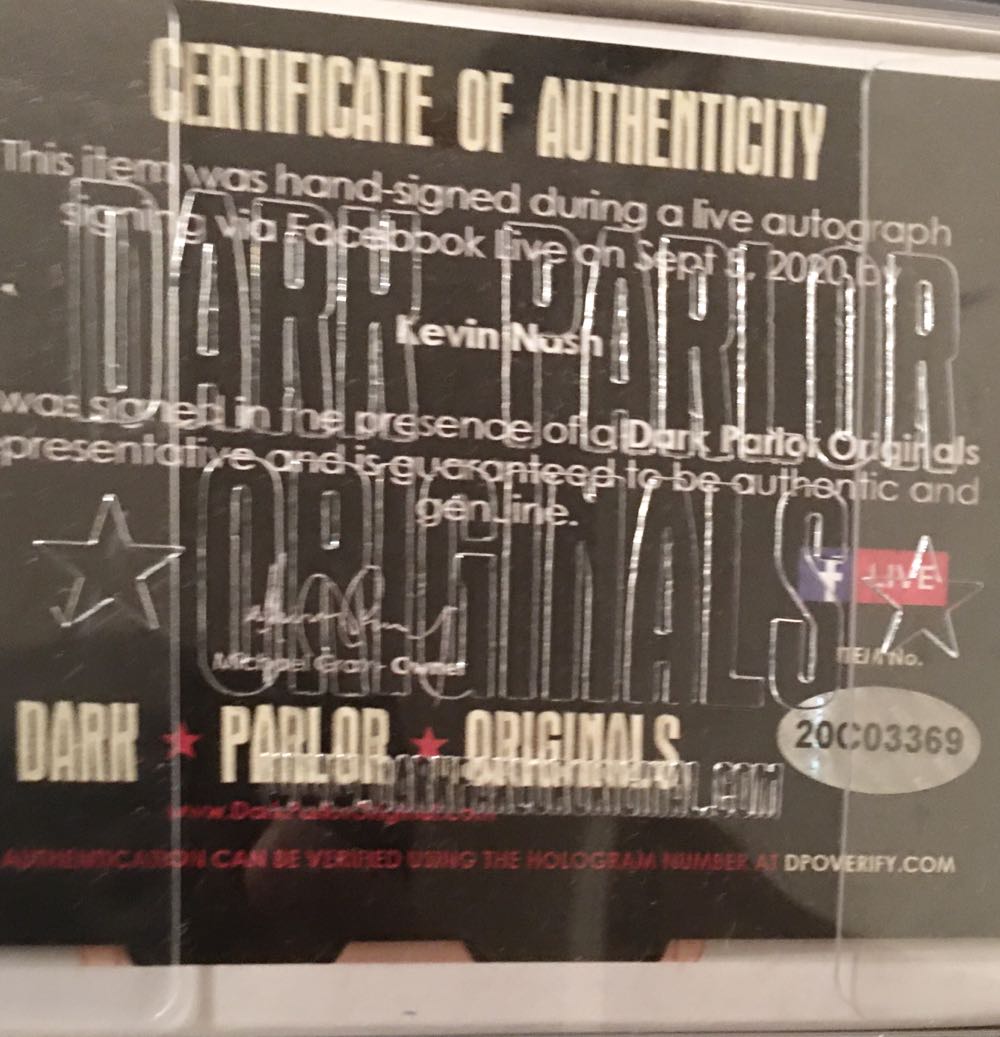 CERTIFICATE OF AUTHENTICITY
This item was hand-signed during a live autograph
signing via Facebook Live on Sept 5, 2020 by
Kevin Nash
was signed in the presence of a Dark Parlor Originals
presentative and is guaranteed to be authentic and
genuine.
DARK PARLOR
ORIGINALS
f LIVE
Michael Gray - Owner
ITEM No.
DARK ★ PARLOR ★ ORIGINALS
20C03369
www.DarkParlorOriginals.com
AUTHENTICATION CAN BE VERIFIED USING THE HOLOGRAM NUMBER AT DPOVERIFY.COM